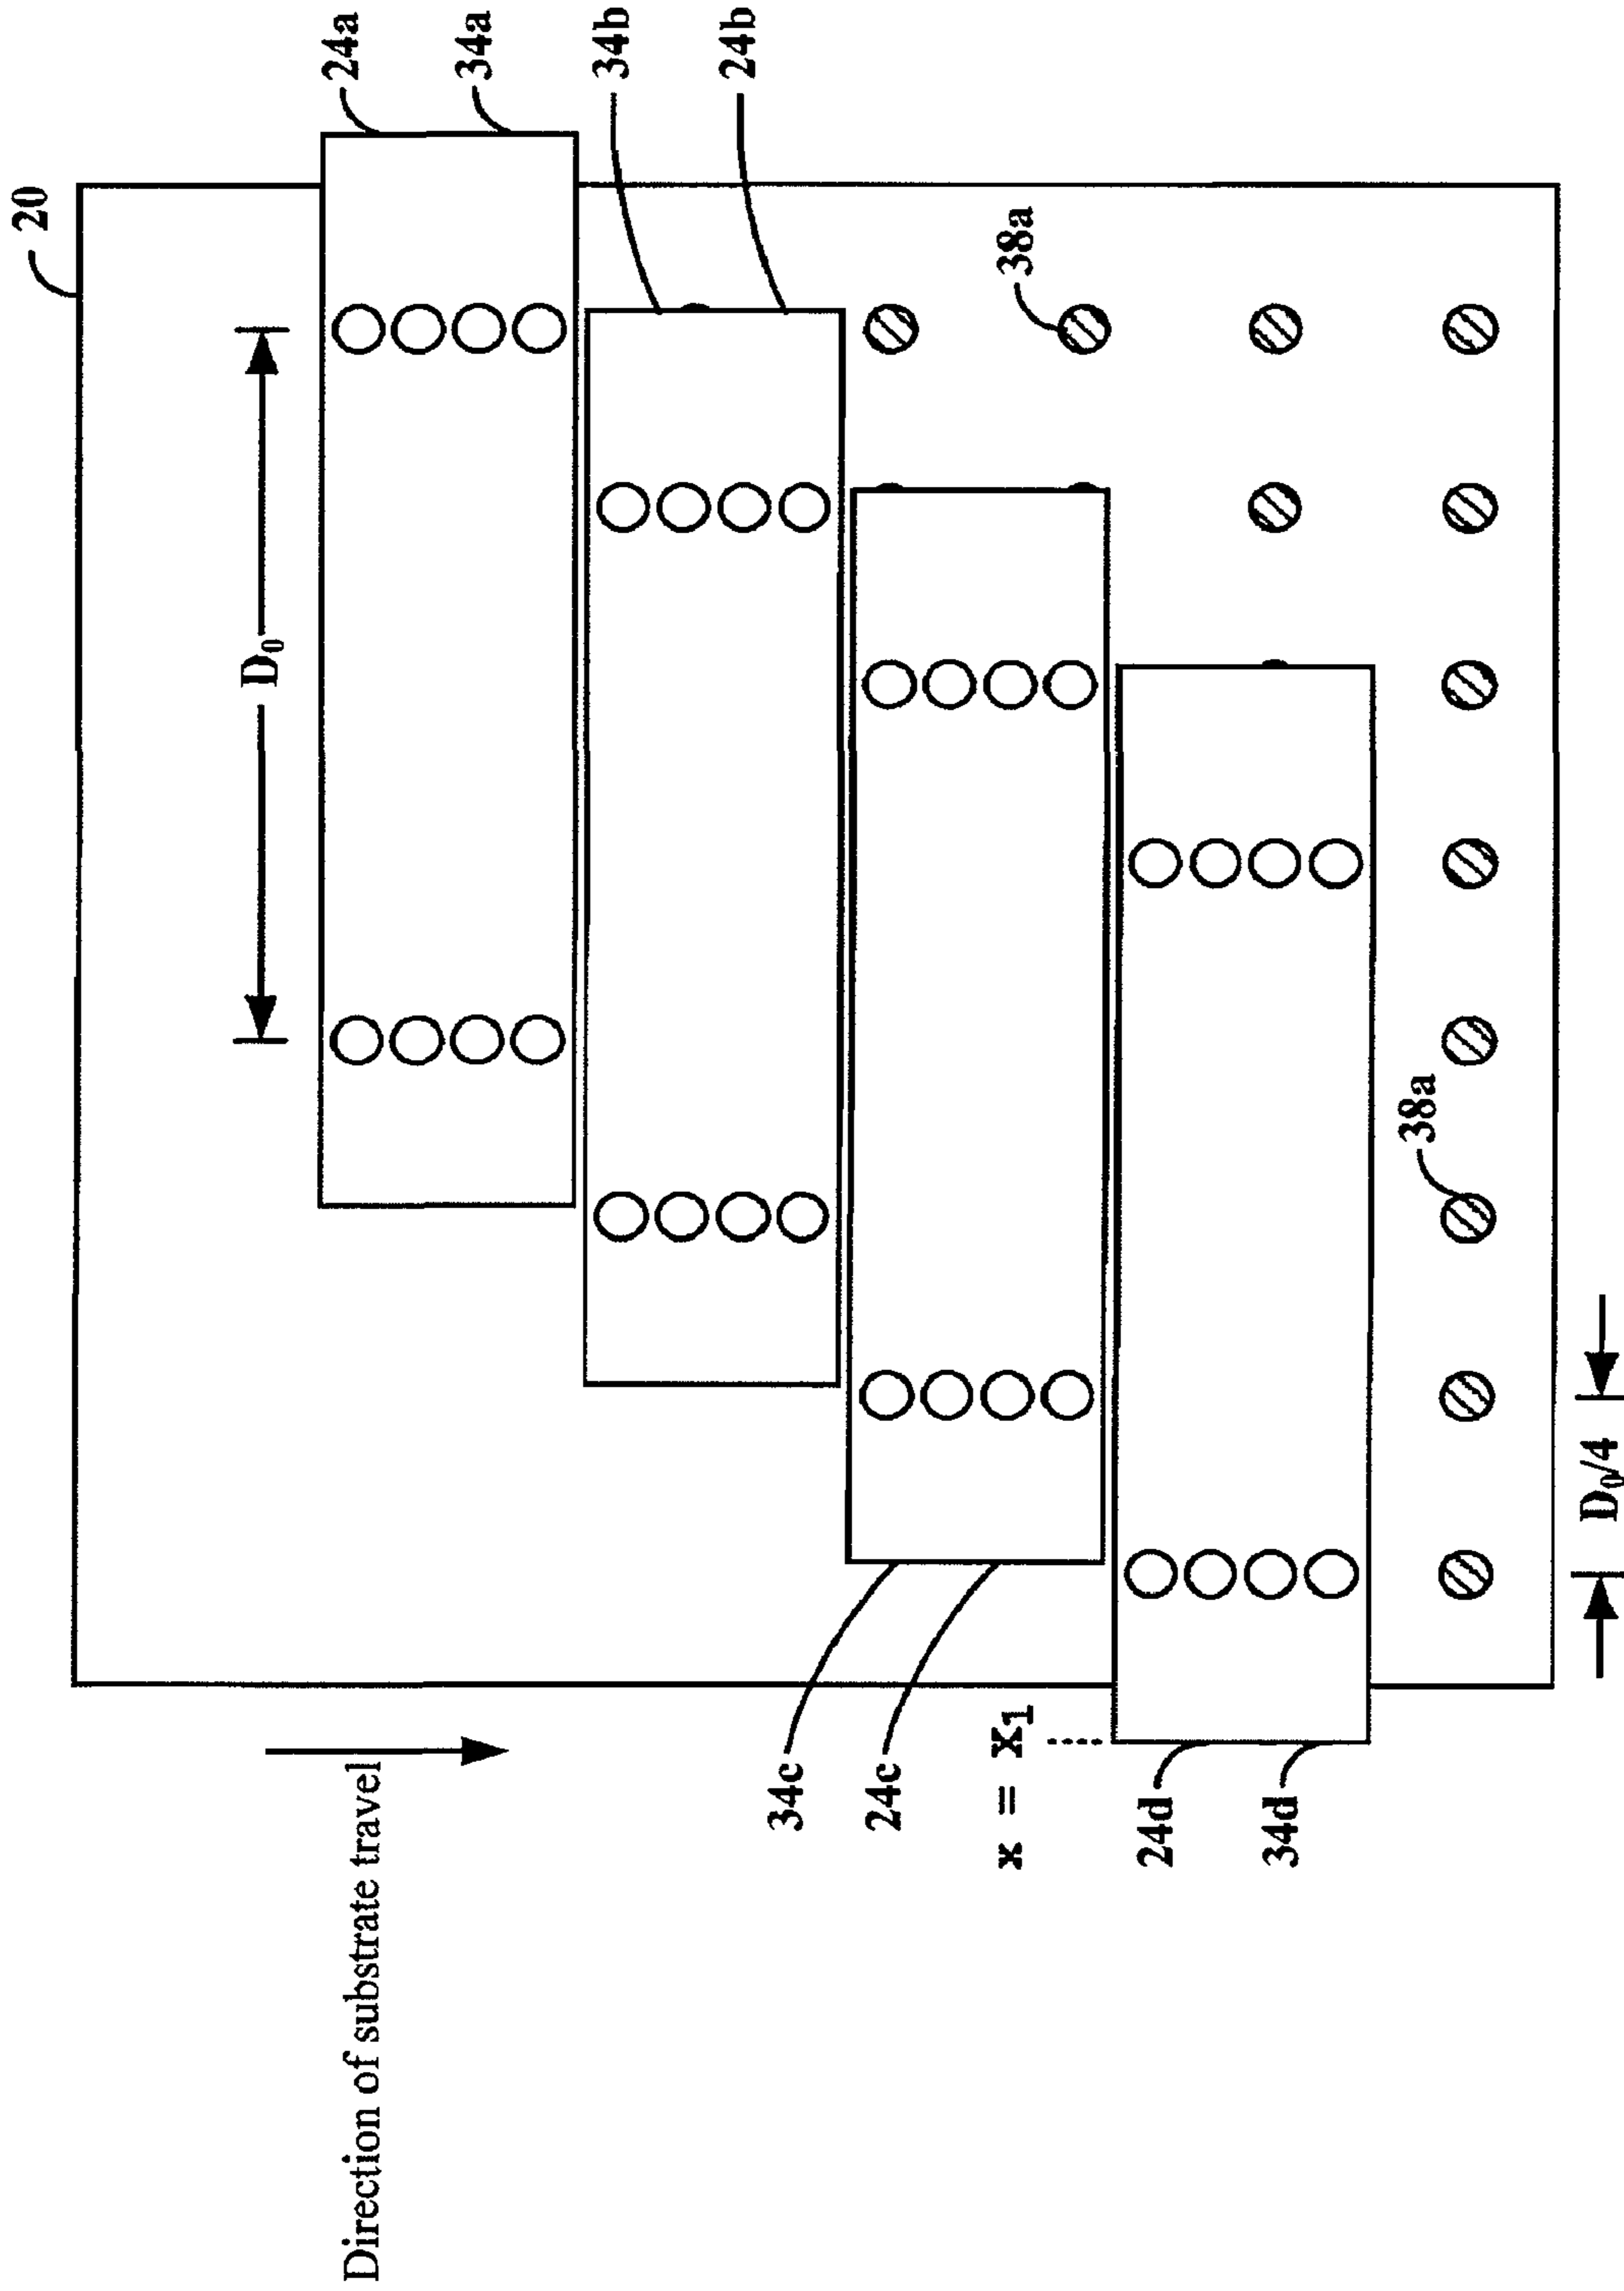 20
24a
34a
34b
24b
D₀
38a
38a
34c
24c
x = X₁
24d
34d
D₀/4
Direction of substrate travel